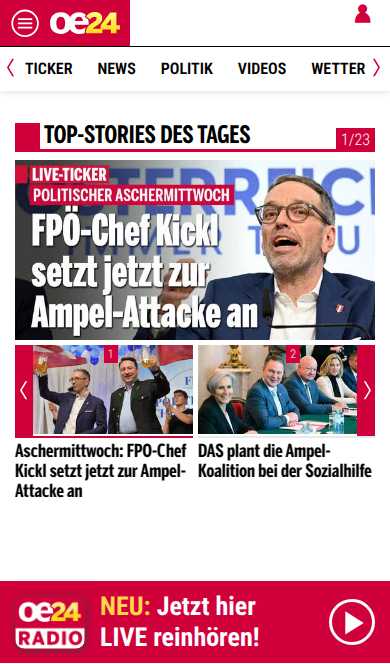 oe24
TICKER NEWS POLITIK VIDEOS WETTER
TOP-STORIES DES TAGES
1/23
LIVE-TICKER
POLITISCHER ASCHERMITTWOCH
FPÖ-Chef Kickl
setzt jetzt zur
Ampel-Attacke an
1
2
Aschermittwoch: FPÖ-Chef
Kickl setzt jetzt zur Ampel-
Attacke an
DAS plant die Ampel-
Koalition bei der Sozialhilfe
oe24
RADIO
NEU: Jetzt hier
LIVE reinhören!